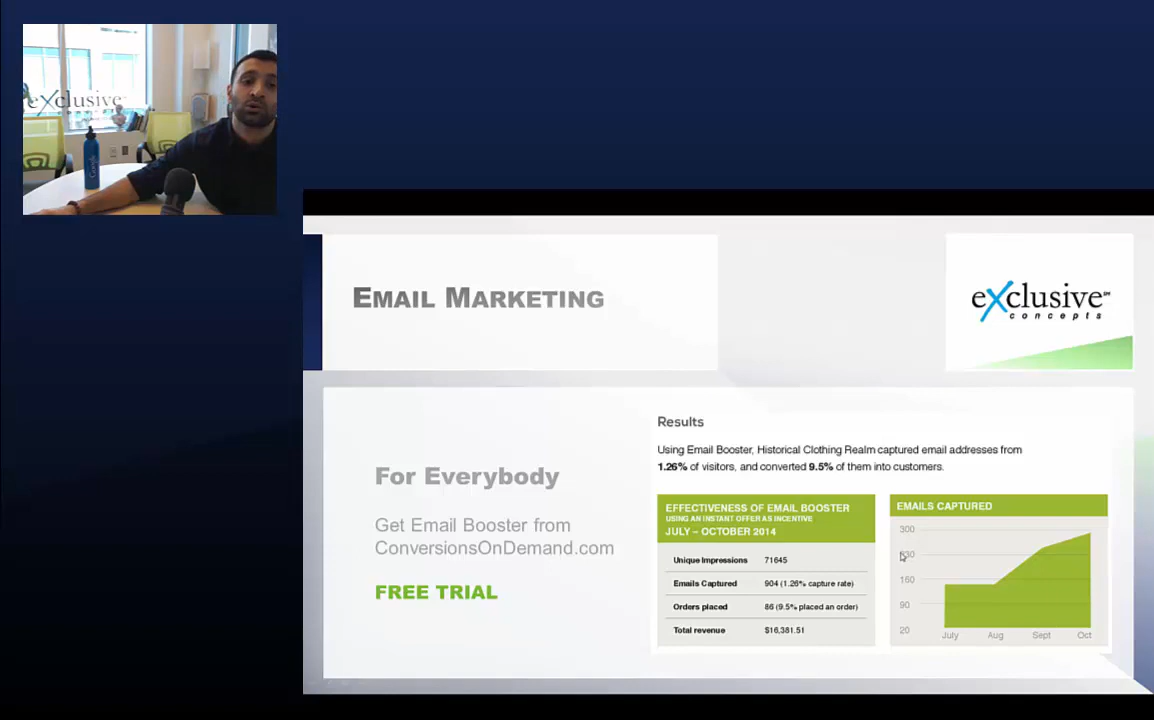 exclusive
Google
EMAIL MARKETING
exclusive SM
concepts
For Everybody
Get Email Booster from
ConversionsOnDemand.com
FREE TRIAL
Results
Using Email Booster, Historical Clothing Realm captured email addresses from
1.26% of visitors, and converted 9.5% of them into customers.
EFFECTIVENESS OF EMAIL BOOSTER
USING AN INSTANT OFFER AS INCENTIVE
JULY – OCTOBER 2014
Unique Impressions 71645
Emails Captured 904 (1.26% capture rate)
Orders placed 86 (9.5% placed an order)
Total revenue $16,381.51
EMAILS CAPTURED
300
230
160
90
20
July Aug Sept Oct